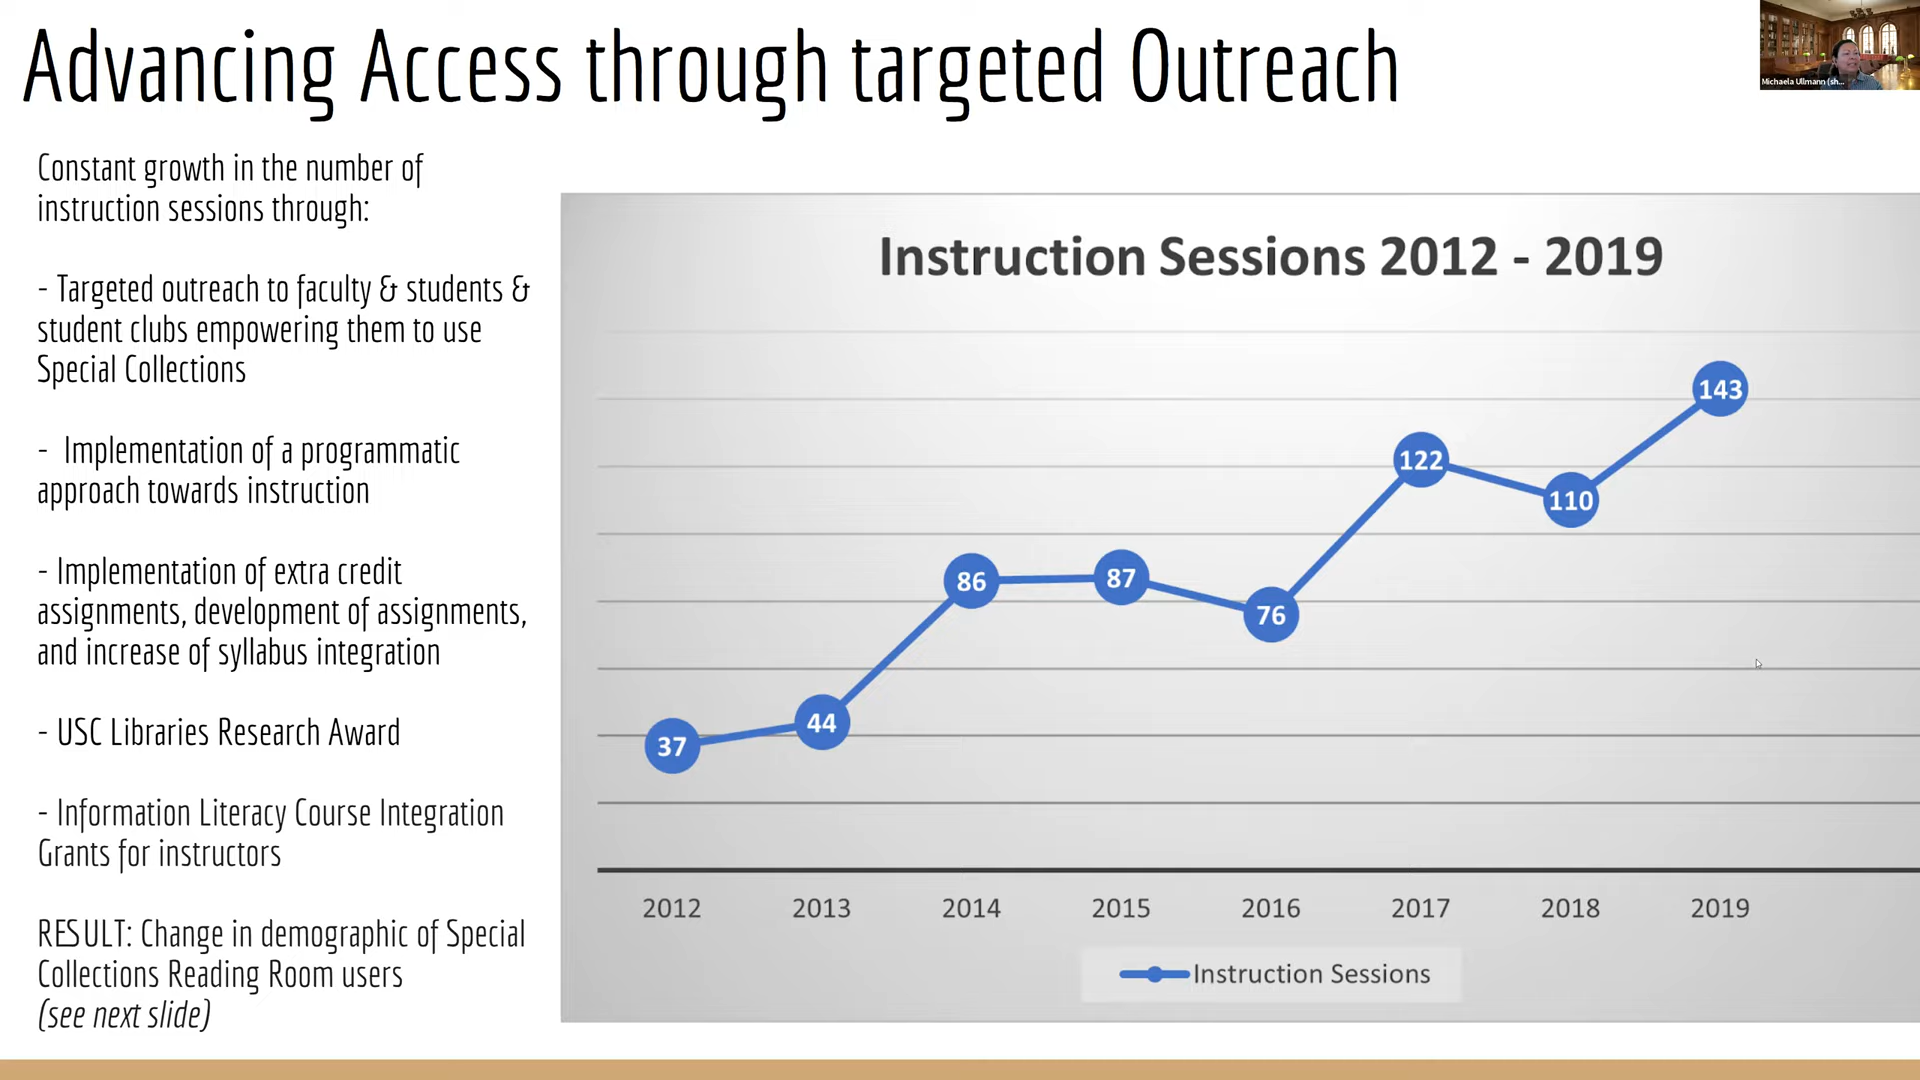 Advancing Access through targeted Outreach
Michaela Ullmann (sh...
Constant growth in the number of
instruction sessions through:
- Targeted outreach to faculty & students &
student clubs empowering them to use
Special Collections
- Implementation of a programmatic
approach towards instruction
- Implementation of extra credit
assignments, development of assignments,
and increase of syllabus integration
- USC Libraries Research Award
- Information Literacy Course Integration
Grants for instructors
RESULT: Change in demographic of Special
Collections Reading Room users
(see next slide)
Instruction Sessions 2012 - 2019
37
44
86
87
76
122
110
143
2012 2013 2014 2015 2016 2017 2018 2019
Instruction Sessions